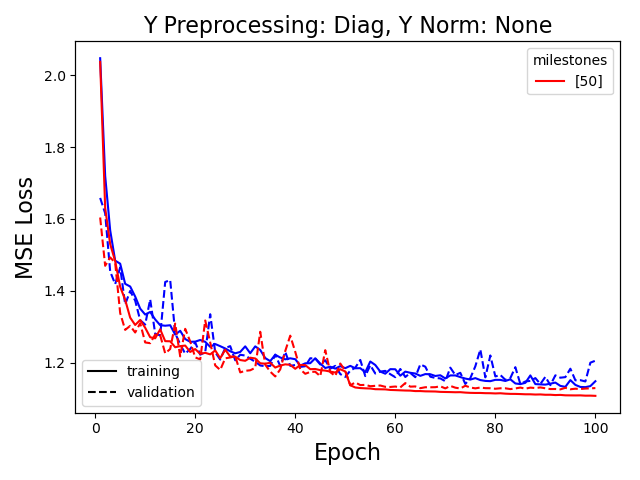 Y Preprocessing: Diag, Y Norm: None
milestones
[50]
MSE Loss
2.0
1.8
1.6
1.4
1.2
training
validation
0 20 40 60 80 100
Epoch